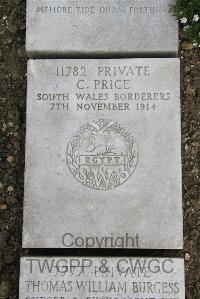 MEHORE TIDE QUAM FORTUNA
11782 PRIVATE
C. PRICE
SOUTH WALES BORDERERS
7TH NOVEMBER 1914
EGYPT
Copyright
TWGPP & CWGC
PRIVATE
THOMAS WILLIAM BURGESS